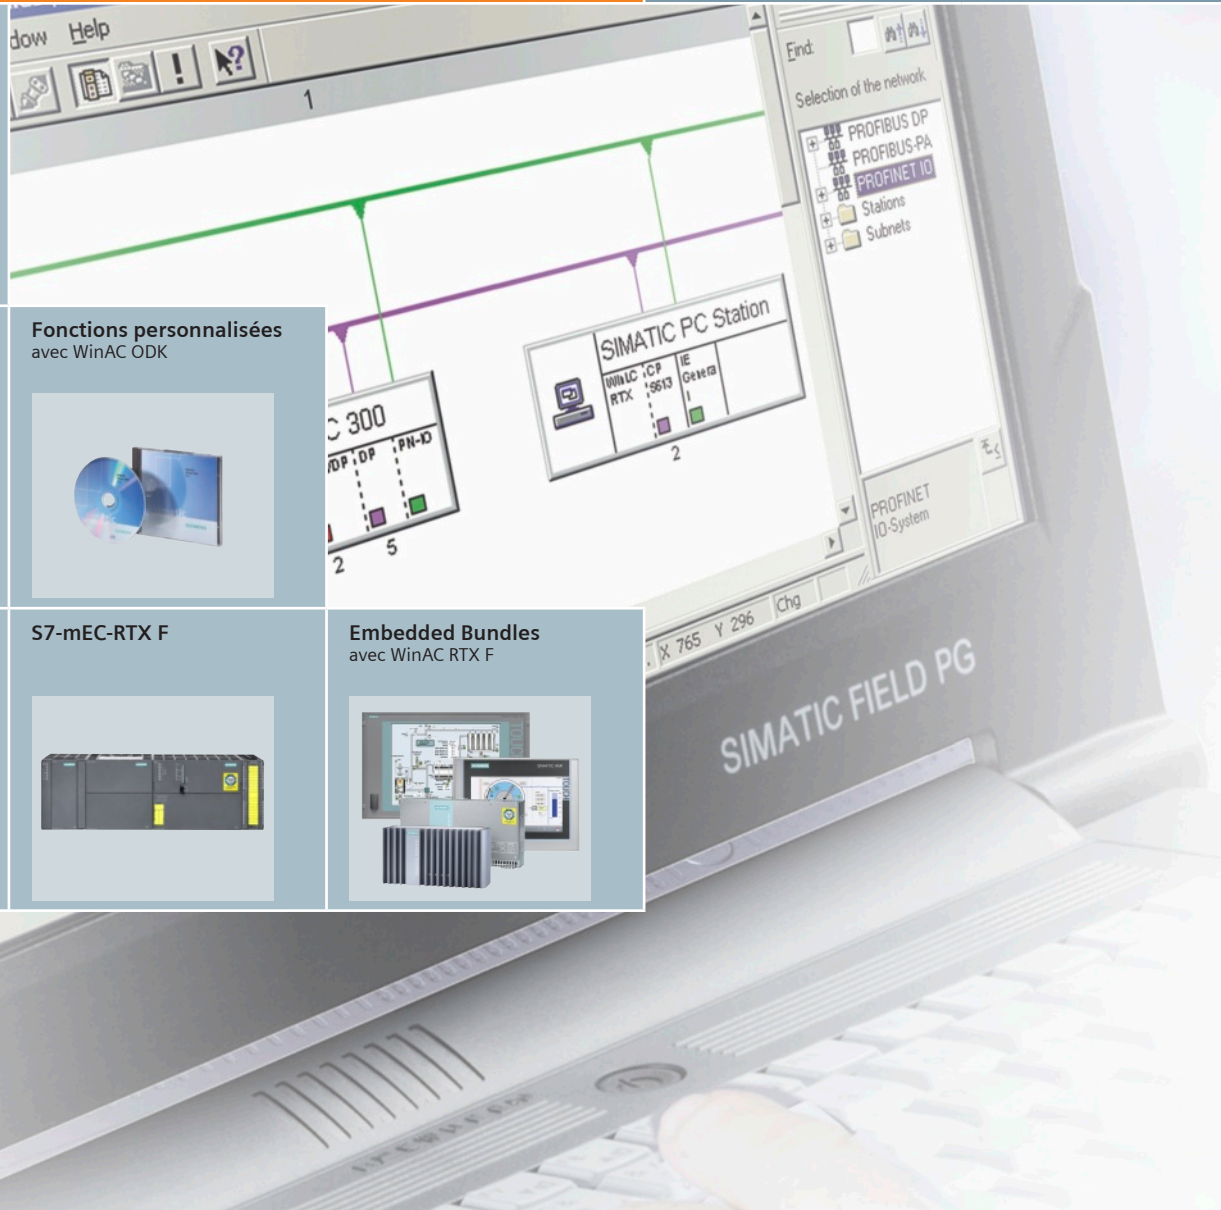 dow Help
1
Find:
Selection of the network
PROFIBUS DP
PROFIBUS-PA
PROFINET IO
Stations
Subnets
SIMATIC PC Station
WinLC RTX
CP 5613
IE Genera l
2
Fonctions personnalisées
avec WinAC ODK
C 300
/DP
DP
PN-IO
2
5
PROFINET
IO-System
X 765 Y 296 Chg
S7-mEC-RTX F
Embedded Bundles
avec WinAC RTX F
SIMATIC FIELD PG